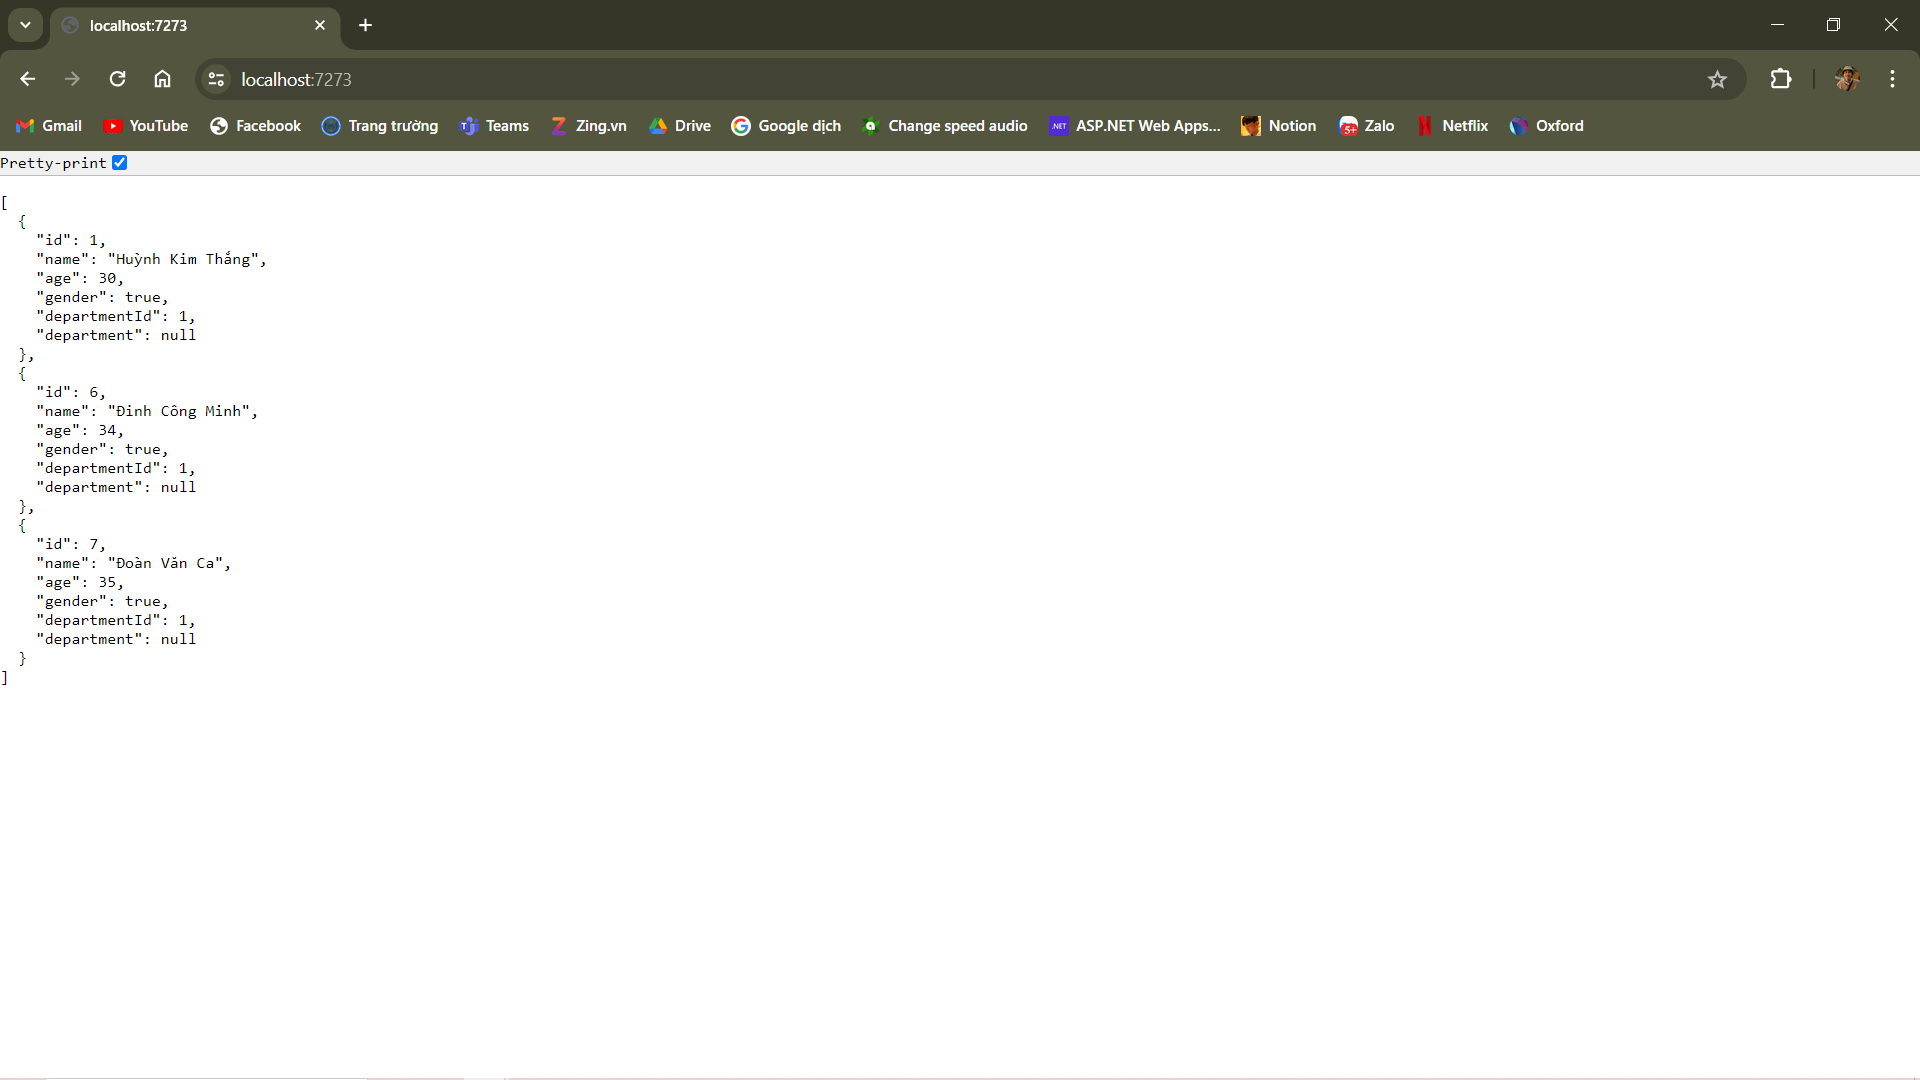 localhost:7273
localhost:7273
Gmail YouTube Facebook Trang trường Teams Zing.vn Drive Google dịch Change speed audio .NET ASP.NET Web Apps... Notion 5+ Zalo Netflix Oxford
Pretty-print
[
  {
    "id": 1,
    "name": "Huỳnh Kim Thắng",
    "age": 30,
    "gender": true,
    "departmentId": 1,
    "department": null
  },
  {
    "id": 6,
    "name": "Đinh Công Minh",
    "age": 34,
    "gender": true,
    "departmentId": 1,
    "department": null
  },
  {
    "id": 7,
    "name": "Đoàn Văn Ca",
    "age": 35,
    "gender": true,
    "departmentId": 1,
    "department": null
  }
]